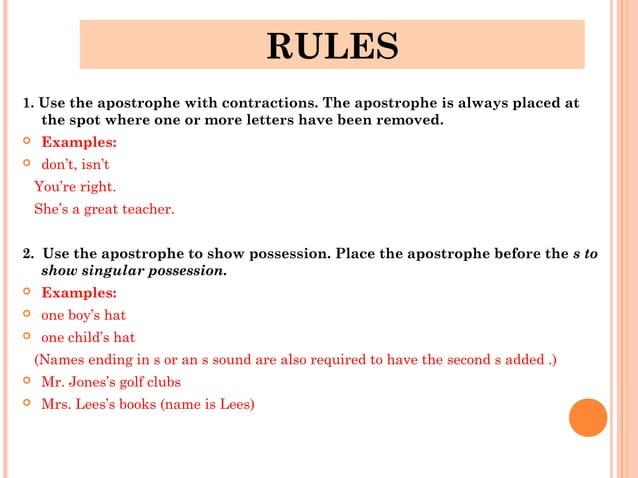 RULES
1. Use the apostrophe with contractions. The apostrophe is always placed at
the spot where one or more letters have been removed.
Examples:
don’t, isn’t
You’re right.
She’s a great teacher.
2. Use the apostrophe to show possession. Place the apostrophe before the s to
show singular possession.
Examples:
one boy’s hat
one child’s hat
(Names ending in s or an s sound are also required to have the second s added .)
Mr. Jones’s golf clubs
Mrs. Lees’s books (name is Lees)